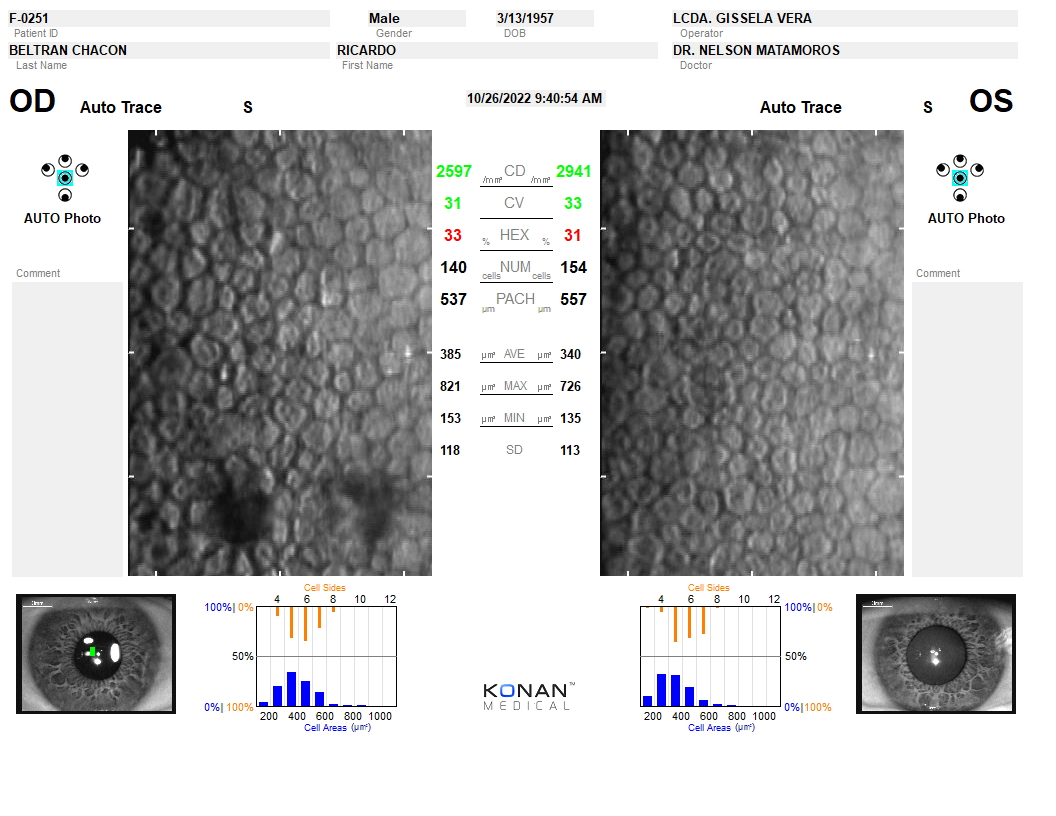 F-0251 Male 3/13/1957 LCDA. GISSELA VERA
Patient ID Gender DOB Operator
BELTRAN CHACON RICARDO DR. NELSON MATAMOROS
Last Name First Name Doctor
OD Auto Trace S 10/26/2022 9:40:54 AM Auto Trace S OS
AUTO Photo
AUTO Photo
2597 /mm² CD /mm² 2941
31 CV 33
33 % HEX % 31
140 cells NUM cells 154
537 µm PACH µm 557
385 µm² AVE µm² 340
821 µm² MAX µm² 726
153 µm² MIN µm² 135
118 SD 113
Comment
Comment
3mm
Cell Sides
4 6 8 10 12
100%| 0%
50%
0%| 100%
200 400 600 800 1000
Cell Areas (µm²)
KONAN™
MEDICAL
Cell Sides
4 6 8 10 12
100%|0%
50%
0%|100%
200 400 600 800 1000
Cell Areas (µm²)
3mm